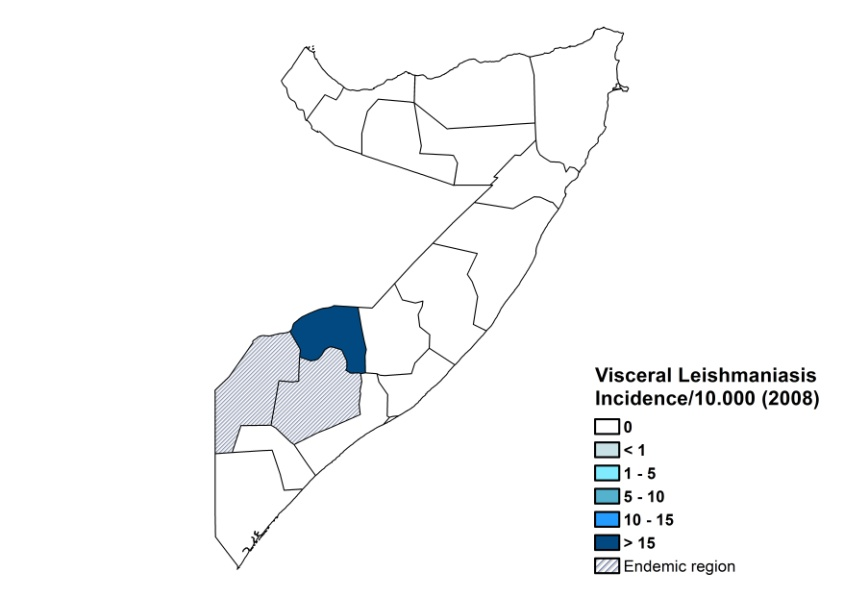 Visceral Leishmaniasis
Incidence/10.000 (2008)
0
< 1
1 - 5
5 - 10
10 - 15
> 15
Endemic region